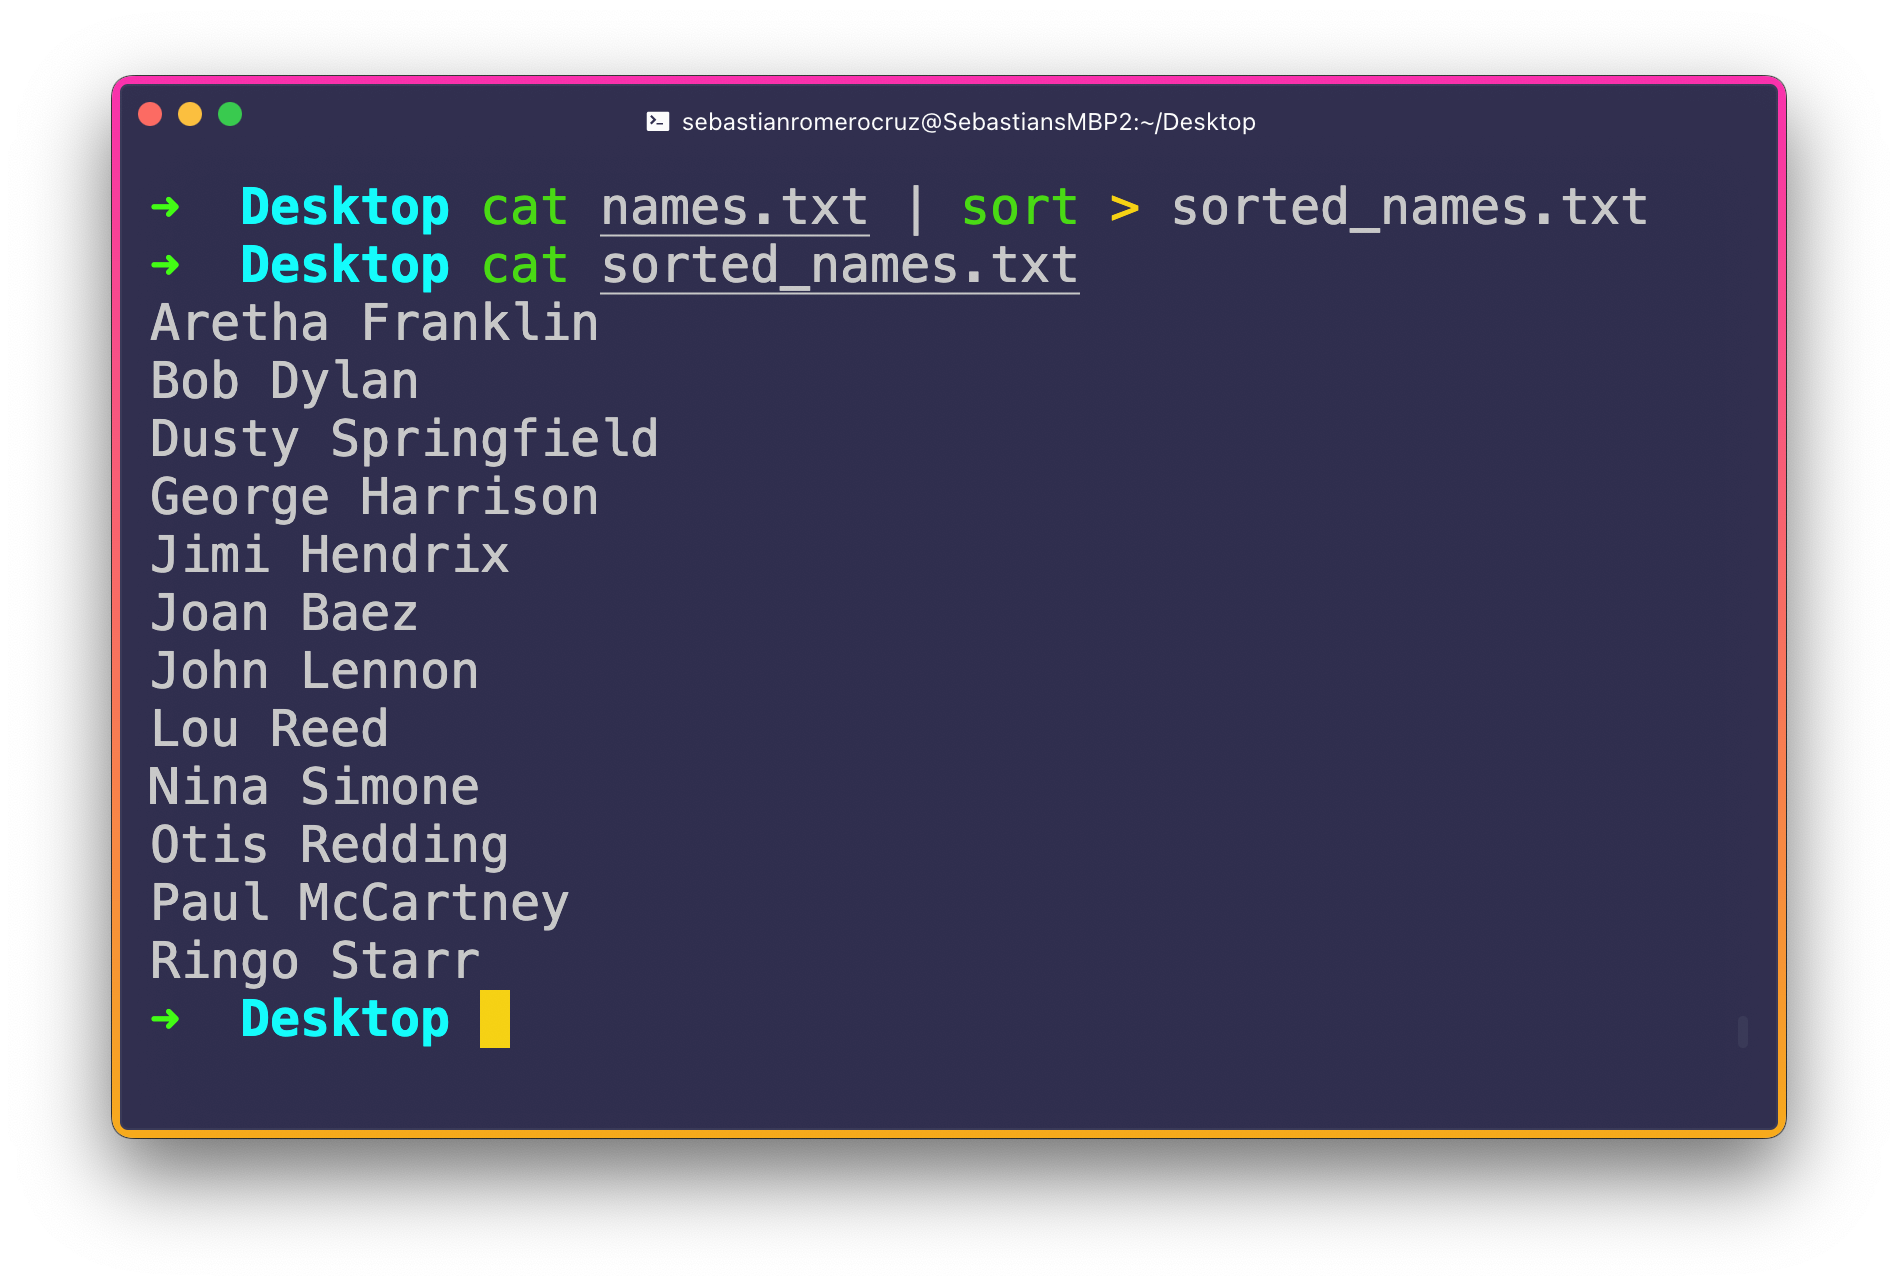 sebastianromerocruz@SebastiansMBP2:~/Desktop
➜  Desktop cat names.txt | sort > sorted_names.txt
➜  Desktop cat sorted_names.txt
Aretha Franklin
Bob Dylan
Dusty Springfield
George Harrison
Jimi Hendrix
Joan Baez
John Lennon
Lou Reed
Nina Simone
Otis Redding
Paul McCartney
Ringo Starr
➜  Desktop